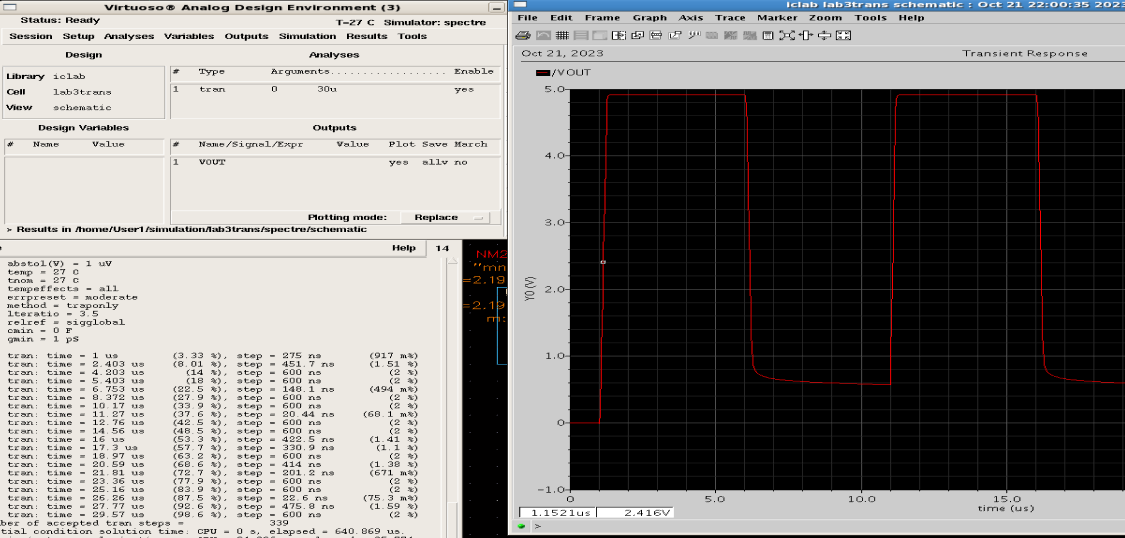 Virtuoso® Analog Design Environment (3)
Status: Ready
T=27 C Simulator: spectre
Session Setup Analyses Variables Outputs Simulation Results Tools
Design
Library iclab
Cell lab3trans
View schematic
Analyses
# Type Arguments................... Enable
1 tran 0 30u yes
Design Variables
# Name Value
Outputs
# Name/Signal/Expr Value Plot Save March
1 VOUT yes allv no
Plotting mode: Replace
> Results in /home/User1/simulation/lab3trans/spectre/schematic
Help 14
abstol(V) = 1 uV
temp = 27 C
tnom = 27 C
tempeffects = all
errpreset = moderate
method = traponly
lteratio = 3.5
relref = sigglobal
cmin = 0 F
gmin = 1 pS
tran: time = 1 us (3.33 %), step = 275 ns (917 m%)
tran: time = 2.403 us (8.01 %), step = 451.7 ns (1.51 %)
tran: time = 4.203 us (14 %), step = 600 ns (2 %)
tran: time = 5.403 us (18 %), step = 600 ns (2 %)
tran: time = 6.753 us (22.5 %), step = 148.1 ns (494 m%)
tran: time = 8.372 us (27.9 %), step = 600 ns (2 %)
tran: time = 10.17 us (33.9 %), step = 600 ns (2 %)
tran: time = 11.27 us (37.6 %), step = 20.44 ns (68.1 m%)
tran: time = 12.76 us (42.5 %), step = 600 ns (2 %)
tran: time = 14.56 us (48.5 %), step = 600 ns (2 %)
tran: time = 16 us (53.3 %), step = 422.5 ns (1.41 %)
tran: time = 17.3 us (57.7 %), step = 330.9 ns (1.1 %)
tran: time = 18.97 us (63.2 %), step = 600 ns (2 %)
tran: time = 20.59 us (68.6 %), step = 414 ns (1.38 %)
tran: time = 21.81 us (72.7 %), step = 201.2 ns (671 m%)
tran: time = 23.36 us (77.9 %), step = 600 ns (2 %)
tran: time = 25.16 us (83.9 %), step = 600 ns (2 %)
tran: time = 26.26 us (87.5 %), step = 22.6 ns (75.3 m%)
tran: time = 27.77 us (92.6 %), step = 475.8 ns (1.59 %)
tran: time = 29.57 us (98.6 %), step = 600 ns (2 %)
ber of accepted tran steps = 339
tial condition solution time: CPU = 0 s, elapsed = 640.869 us.
NM2
"mn
=2.19
=2.19
m:
iclab lab3trans schematic : Oct 21 22:00:35 2023
File Edit Frame Graph Axis Trace Marker Zoom Tools Help
Oct 21, 2023
Transient Response
/VOUT
5.0
4.0
3.0
2.0
1.0
0
-1.0
Y0 (V)
0 5.0 10.0 15.0
time (us)
1.1521us 2.416V
>